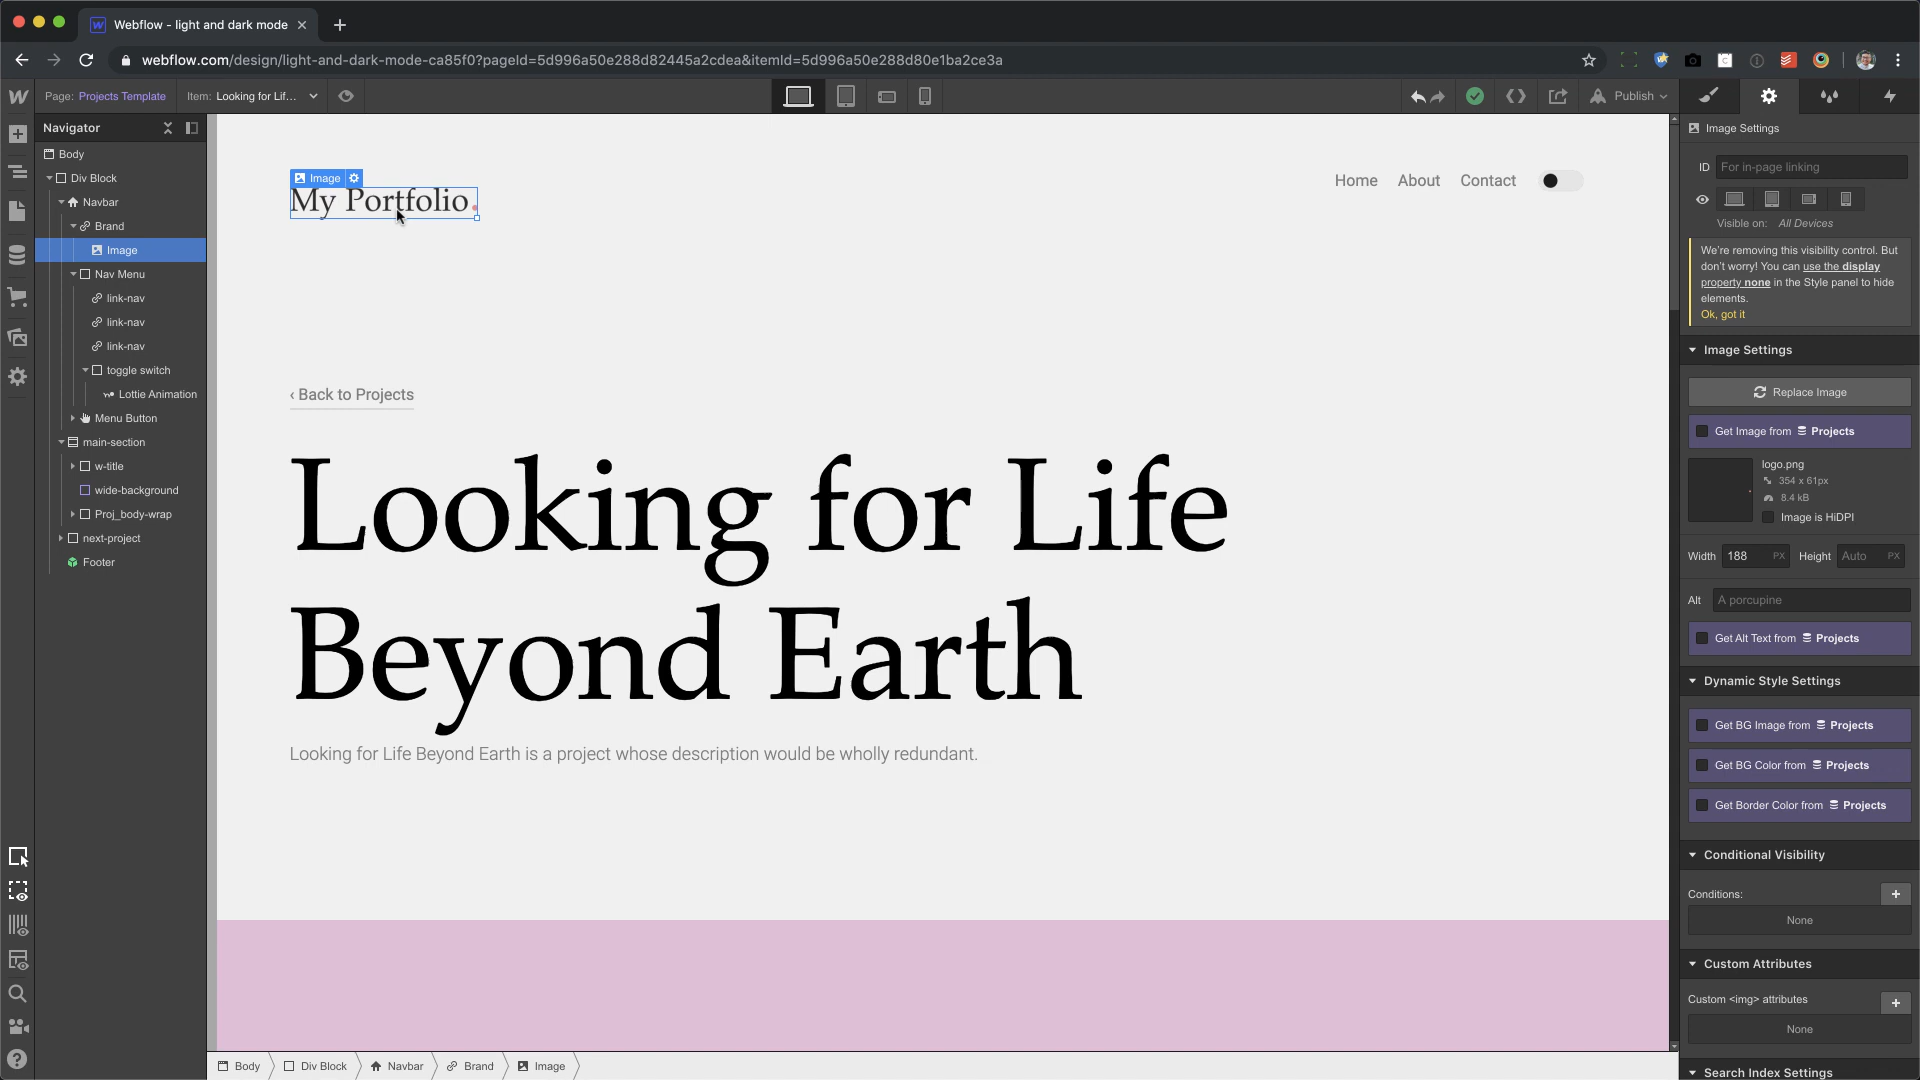 Webflow - light and dark mode
webflow.com/design/light-and-dark-mode-ca85f0?pageId=5d996a50e288d82445a2cdea&itemId=5d996a50e288d80e1ba2ce3a
Page: Projects Template
Item: Looking for Lif...
Publish
Navigator
Body
Div Block
Navbar
Brand
Image
Nav Menu
link-nav
link-nav
link-nav
toggle switch
Lottie Animation
Menu Button
main-section
w-title
wide-background
Proj_body-wrap
next-project
Footer
Image
My Portfolio.
Home About Contact
‹ Back to Projects
Looking for Life
Beyond Earth
Looking for Life Beyond Earth is a project whose description would be wholly redundant.
Body Div Block Navbar Brand Image
Image Settings
ID For in-page linking
Visible on: All Devices
We're removing this visibility control. But
don't worry! You can use the display
property none in the Style panel to hide
elements.
Ok, got it
Image Settings
Replace Image
Get Image from Projects
logo.png
354 x 61px
8.4 kB
Image is HiDPI
Width 188 PX Height Auto PX
Alt A porcupine
Get Alt Text from Projects
Dynamic Style Settings
Get BG Image from Projects
Get BG Color from Projects
Get Border Color from Projects
Conditional Visibility
Conditions:
None
Custom Attributes
Custom <img> attributes
None
Search Index Settings